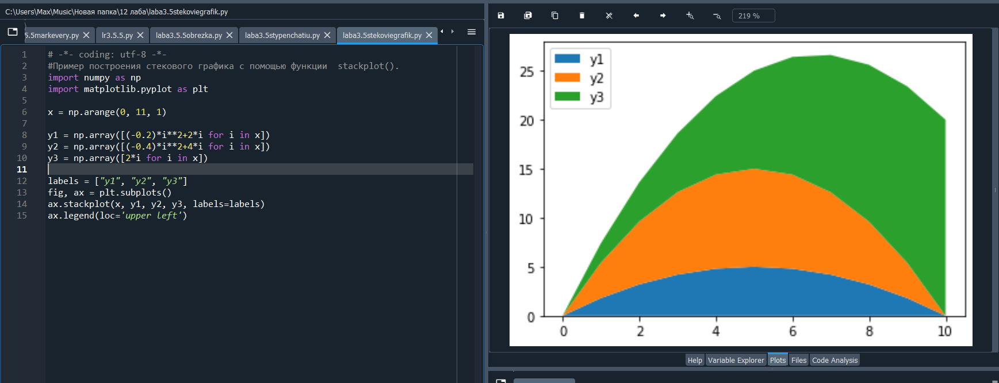 C:\Users\Max\Music\Новая папка\12 лаба\laba3.5stekoviegrafik.py
5.5markevery.py lr3.5.5.py laba3.5.5obrezka.py laba3.5stypenchatiu.py laba3.5stekoviegrafik.py
1 # -*- coding: utf-8 -*-
2 #Пример построения стекового графика с помощью функции  stackplot().
3 import numpy as np
4 import matplotlib.pyplot as plt
5
6 x = np.arange(0, 11, 1)
7
8 y1 = np.array([(-0.2)*i**2+2*i for i in x])
9 y2 = np.array([(-0.4)*i**2+4*i for i in x])
10 y3 = np.array([2*i for i in x])
11
12 labels = ["y1", "y2", "y3"]
13 fig, ax = plt.subplots()
14 ax.stackplot(x, y1, y2, y3, labels=labels)
15 ax.legend(loc='upper left')
219 %
y1
y2
y3
25
20
15
10
5
0
0 2 4 6 8 10
Help Variable Explorer Plots Files Code Analysis